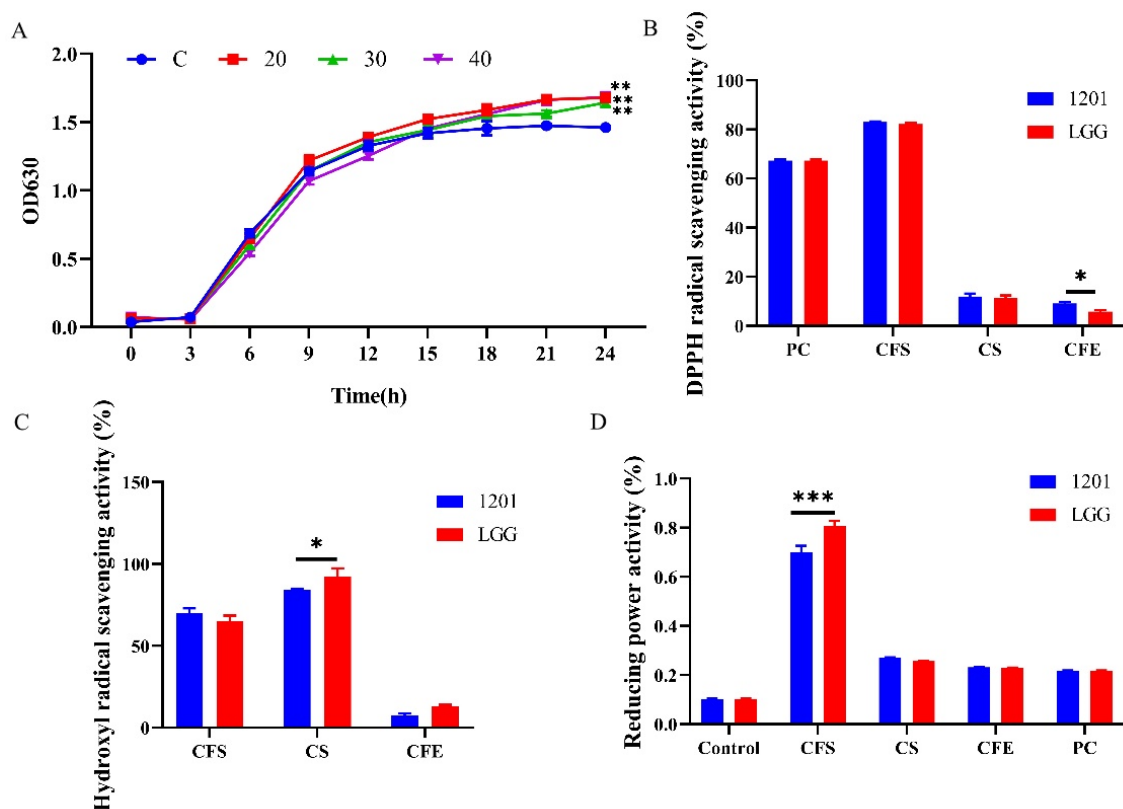 A
C 20 30 40
2.0
1.5
1.0
0.5
0.0
OD630
0 3 6 9 12 15 18 21 24
Time(h)
**
**
**
B
DPPH radical scavenging activity (%)
100
80
60
40
20
0
1201
LGG
*
PC CFS CS CFE
C
Hydroxyl radical scavenging activity (%)
150
100
50
0
1201
LGG
*
CFS CS CFE
D
Reducing power activity (%)
1.0
0.8
0.6
0.4
0.2
0.0
1201
LGG
***
Control CFS CS CFE PC